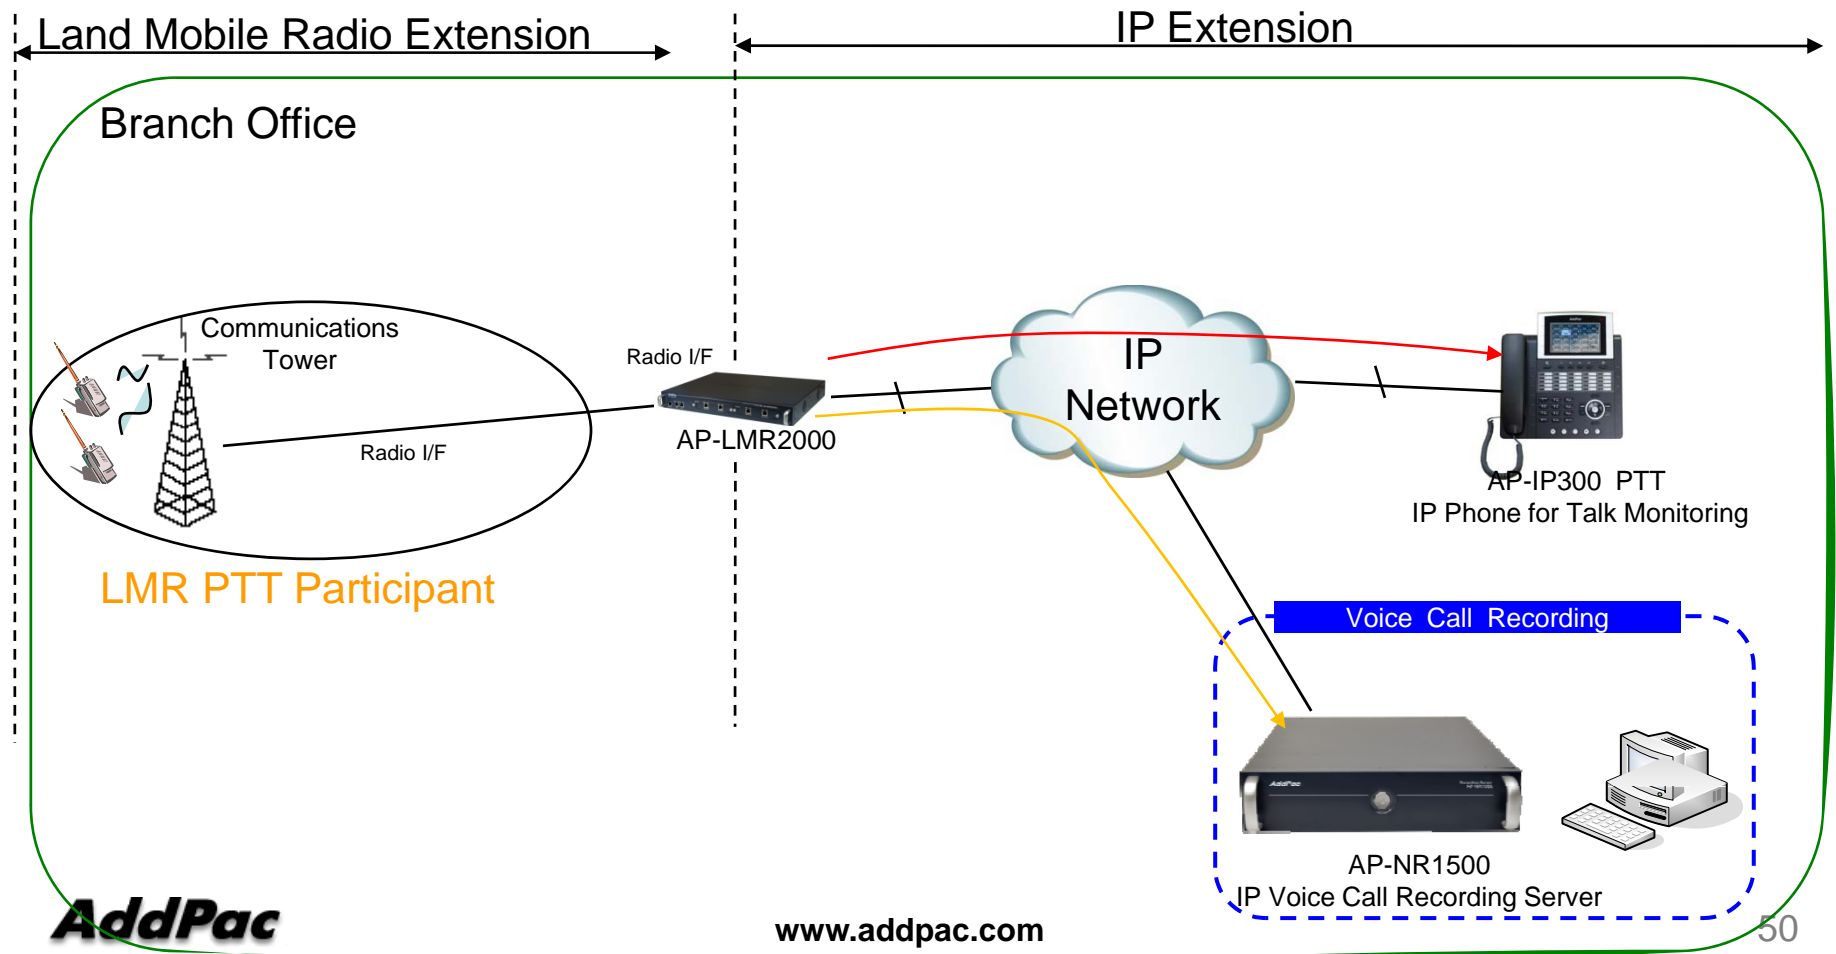 Land Mobile Radio Extension
IP Extension
Branch Office
Communications
Tower
Radio I/F
Radio I/F
AP-LMR2000
IP
Network
AP-IP300 PTT
IP Phone for Talk Monitoring
LMR PTT Participant
Voice Call Recording
AddPac
AP-NR1500
IP Voice Call Recording Server
AddPac
www.addpac.com
50